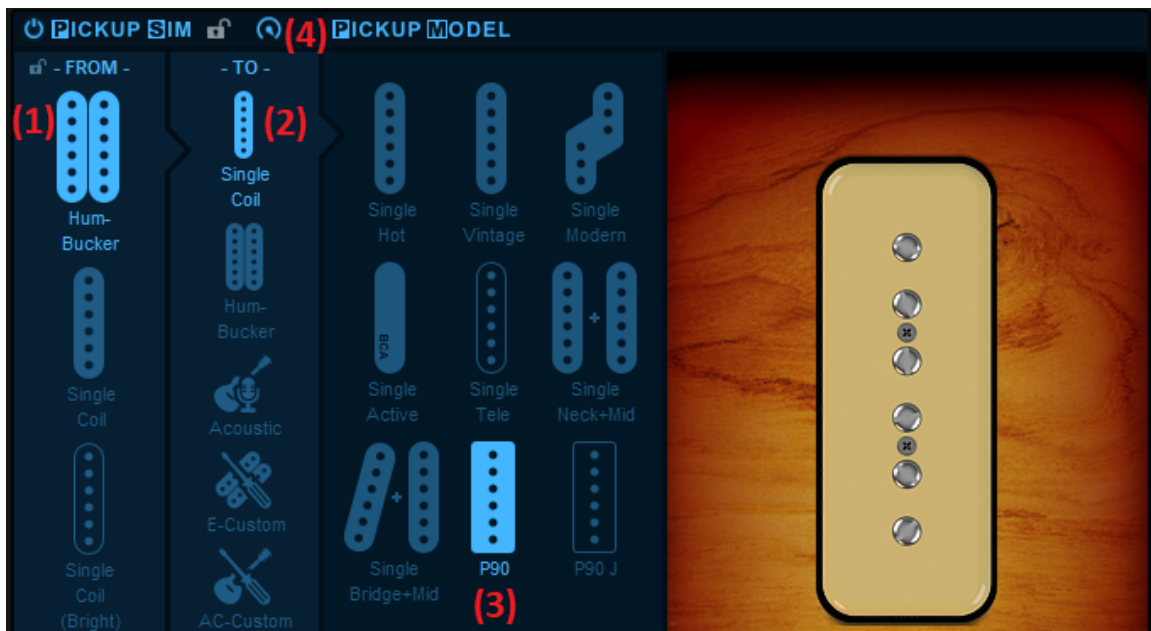 PICKUP SIM (4) PICKUP MODEL
- FROM -
(1)
Hum-
Bucker
Single
Coil
Single
Coil
(Bright)
- TO -
(2)
Single
Coil
Hum-
Bucker
Acoustic
E-Custom
AC-Custom
Single
Hot
Single
Vintage
Single
Modern
BCA
Single
Active
Single
Tele
+
Single
Neck+Mid
+
Single
Bridge+Mid
P90
(3)
P90 J